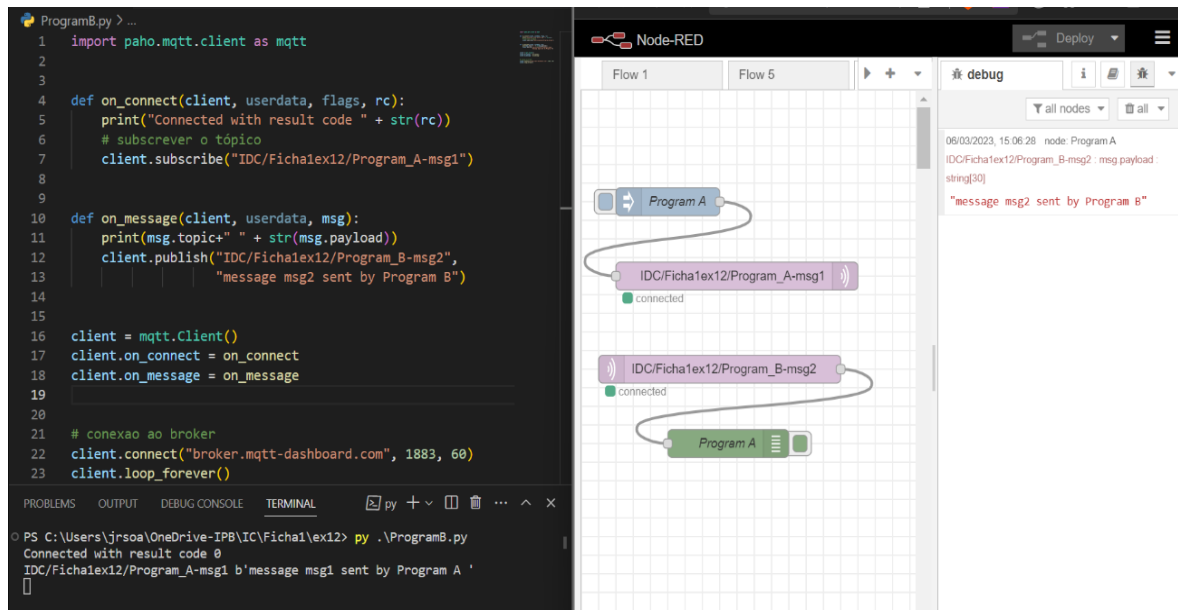 ProgramB.py > ...
1 import paho.mqtt.client as mqtt
2
3
4 def on_connect(client, userdata, flags, rc):
5     print("Connected with result code " + str(rc))
6     # subscrever o tópico
7     client.subscribe("IDC/Ficha1ex12/Program_A-msg1")
8
9
10 def on_message(client, userdata, msg):
11     print(msg.topic+" " + str(msg.payload))
12     client.publish("IDC/Ficha1ex12/Program_B-msg2",
13                    "message msg2 sent by Program B")
14
15
16 client = mqtt.Client()
17 client.on_connect = on_connect
18 client.on_message = on_message
19
20
21 # conexao ao broker
22 client.connect("broker.mqtt-dashboard.com", 1883, 60)
23 client.loop_forever()
PROBLEMS OUTPUT DEBUG CONSOLE TERMINAL py
PS C:\Users\jrsoa\OneDrive-IPB\IC\Ficha1\ex12> py .\ProgramB.py
Connected with result code 0
IDC/Ficha1ex12/Program_A-msg1 b'message msg1 sent by Program A '
Node-RED
Deploy
Flow 1 Flow 5
Program A
IDC/Ficha1ex12/Program_A-msg1
connected
IDC/Ficha1ex12/Program_B-msg2
connected
Program A
debug i
all nodes all
06/03/2023, 15:06:28 node: Program A
IDC/Ficha1ex12/Program_B-msg2 : msg.payload :
string[30]
"message msg2 sent by Program B"